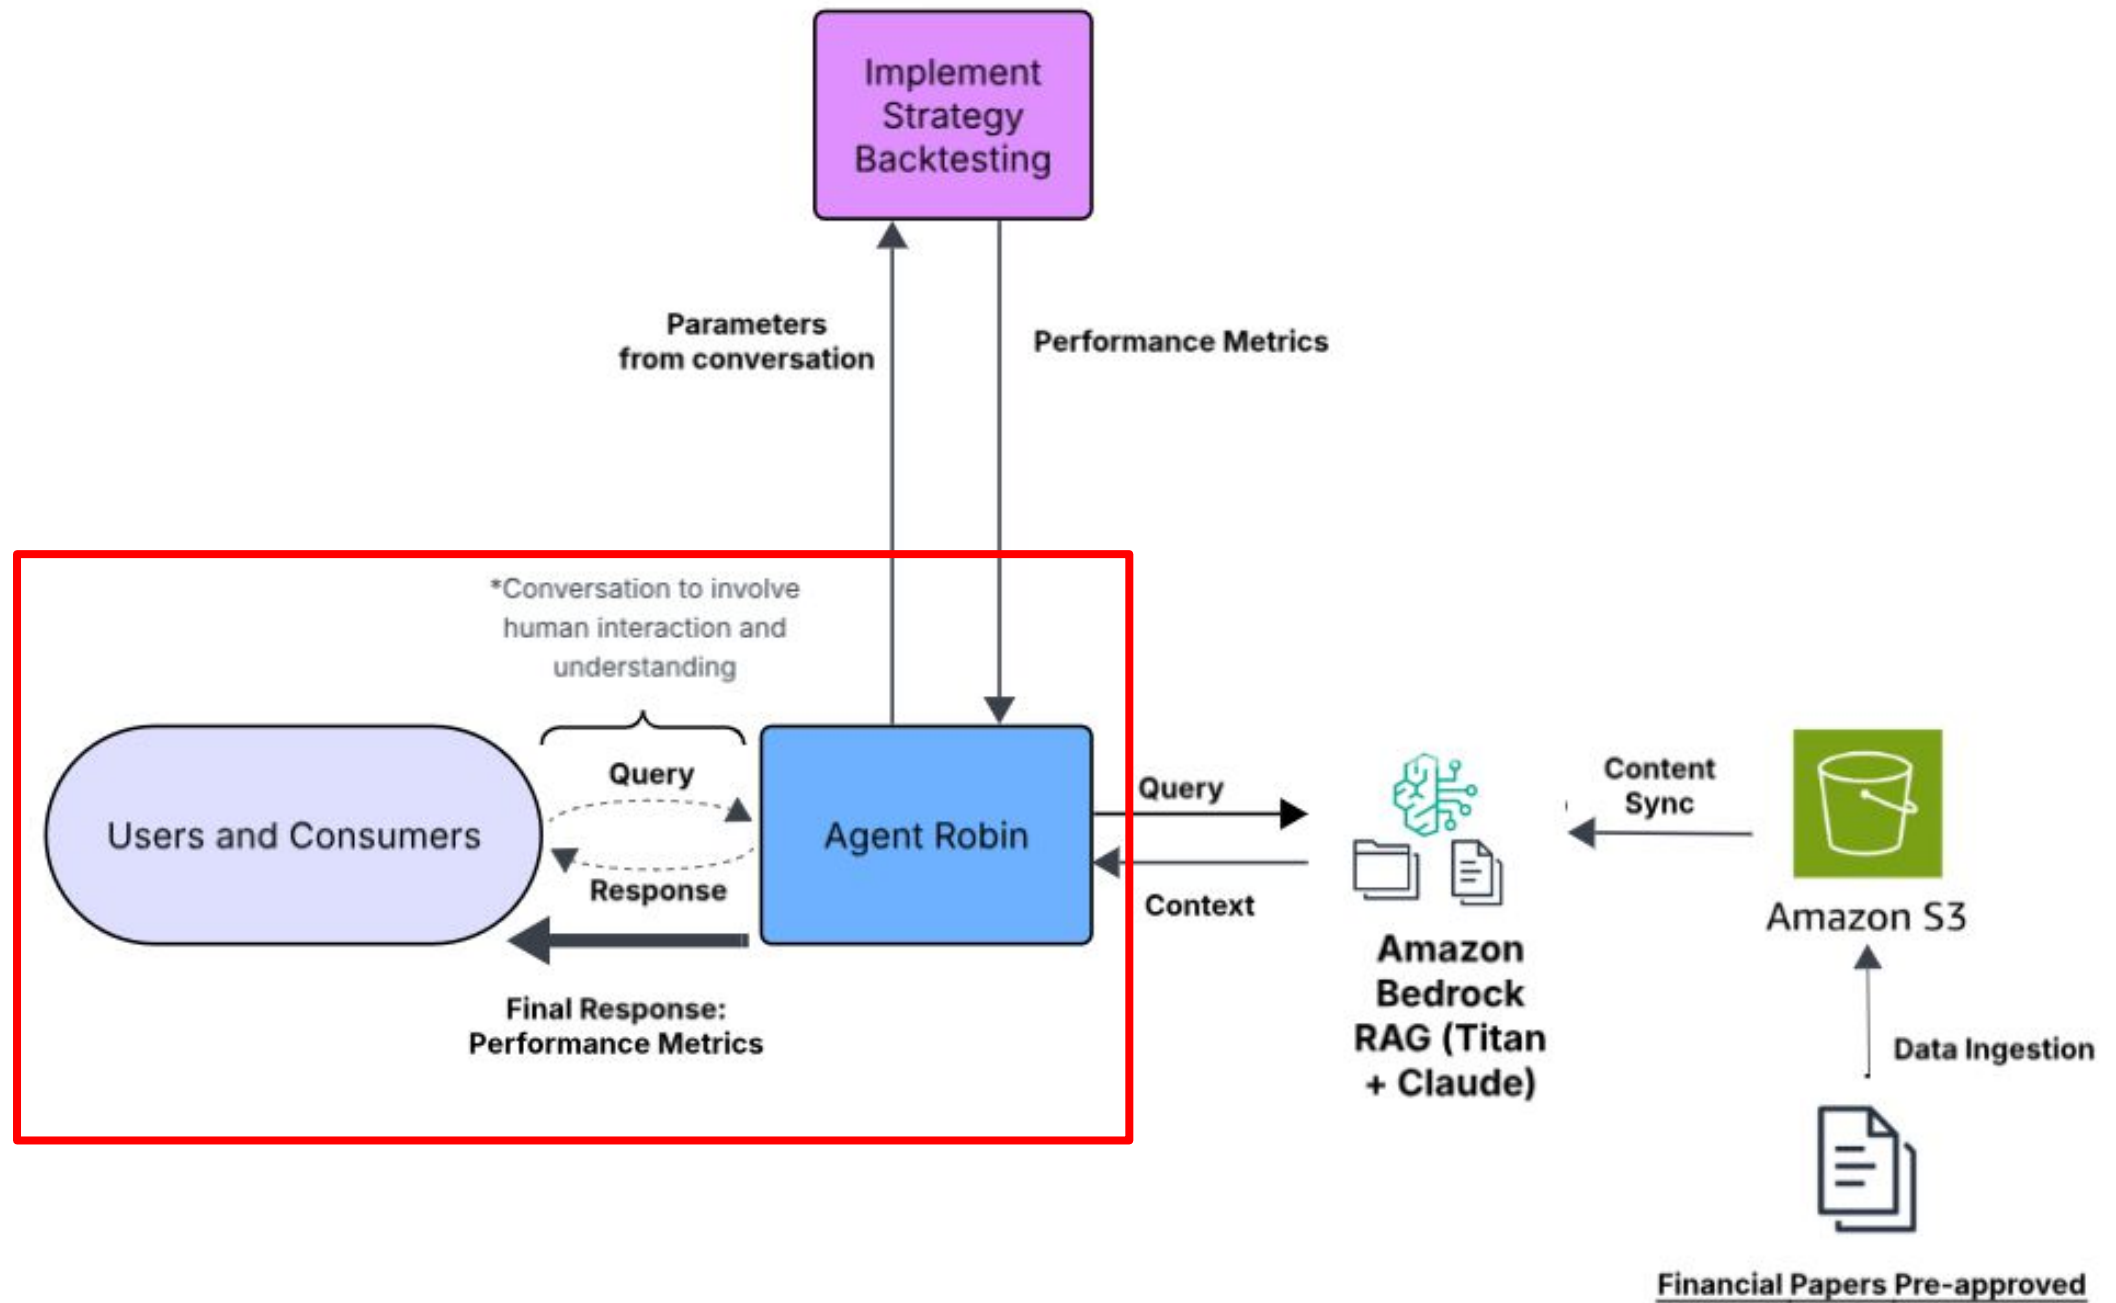 Implement
Strategy
Backtesting
Parameters
from conversation
Performance Metrics
*Conversation to involve
human interaction and
understanding
Users and Consumers
Query
Response
Agent Robin
Final Response:
Performance Metrics
Query
Context
Amazon
Bedrock
RAG (Titan
+ Claude)
Content
Sync
Amazon S3
Data Ingestion
Financial Papers Pre-approved